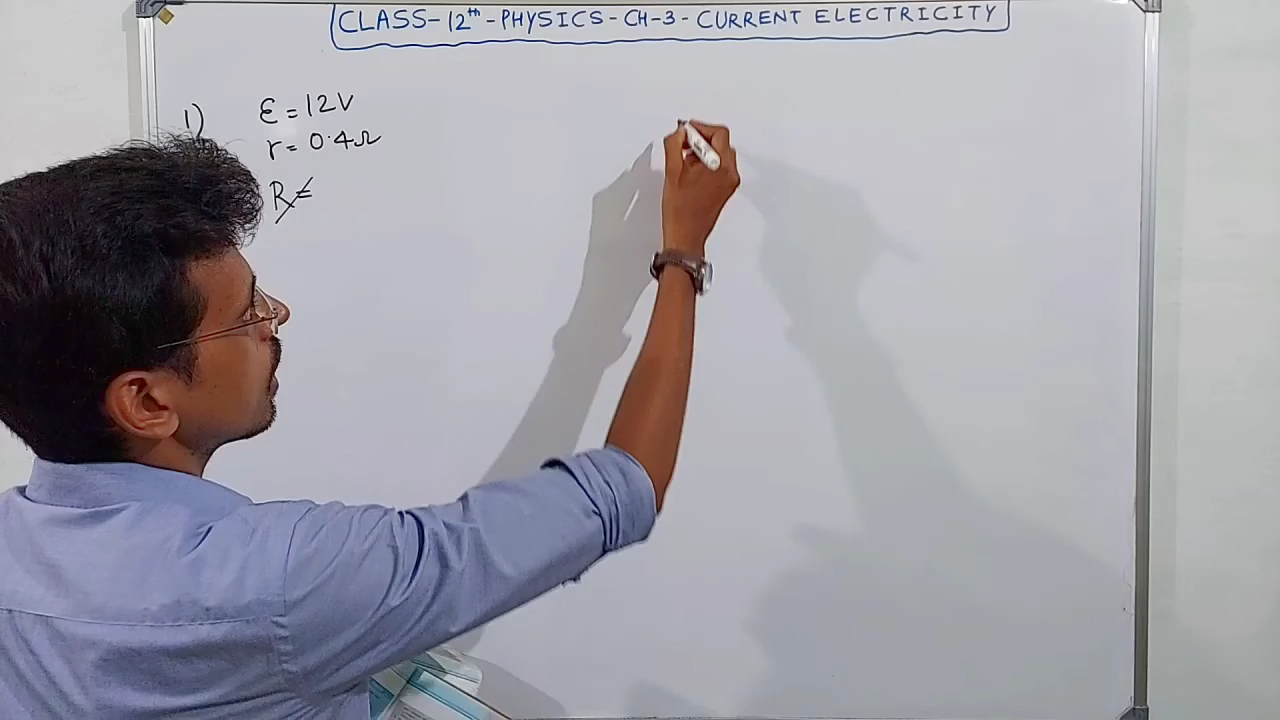 CLASS-12th-PHYSICS-CH-3-CURRENT ELECTRICITY
1) ε = 12V
r = 0.4Ω
R =